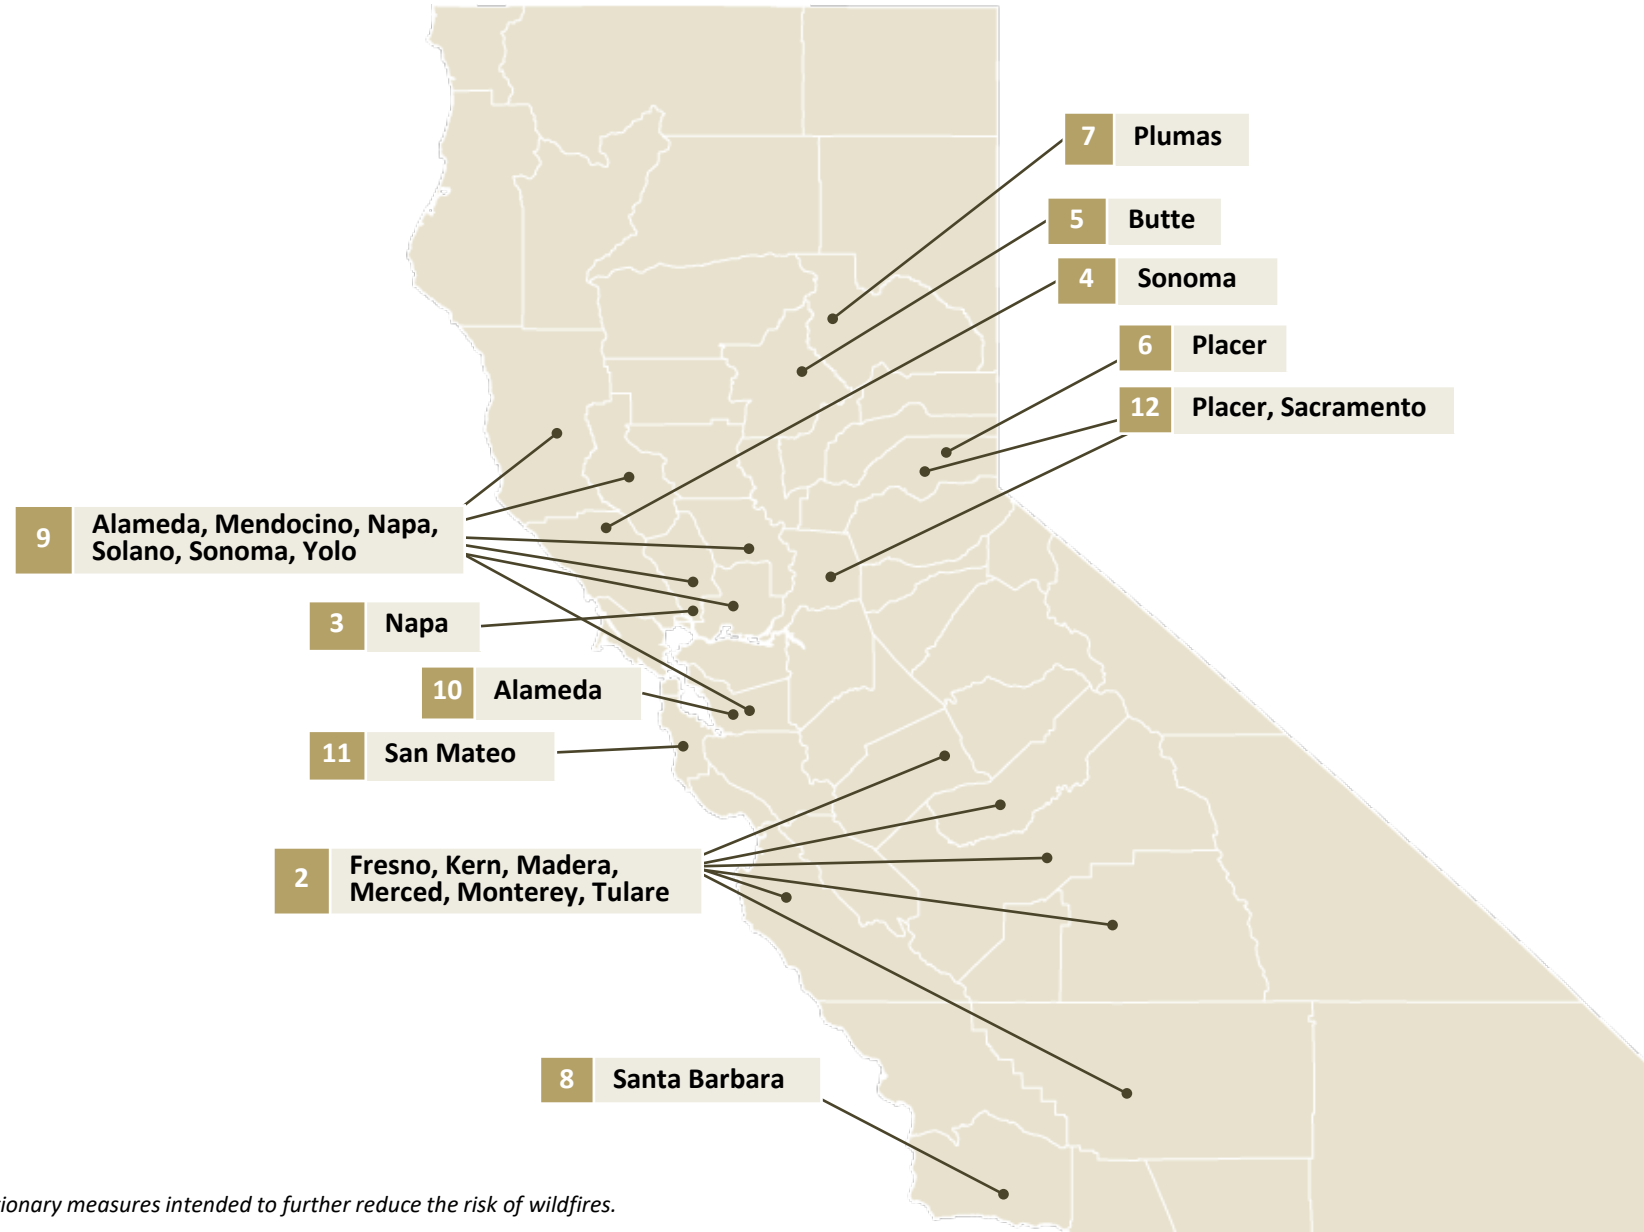 7 Plumas
5 Butte
4 Sonoma
6 Placer
12 Placer, Sacramento
9 Alameda, Mendocino, Napa,
Solano, Sonoma, Yolo
3 Napa
10 Alameda
11 San Mateo
2 Fresno, Kern, Madera,
Merced, Monterey, Tulare
8 Santa Barbara
measures intended to further reduce the risk of wildfires.